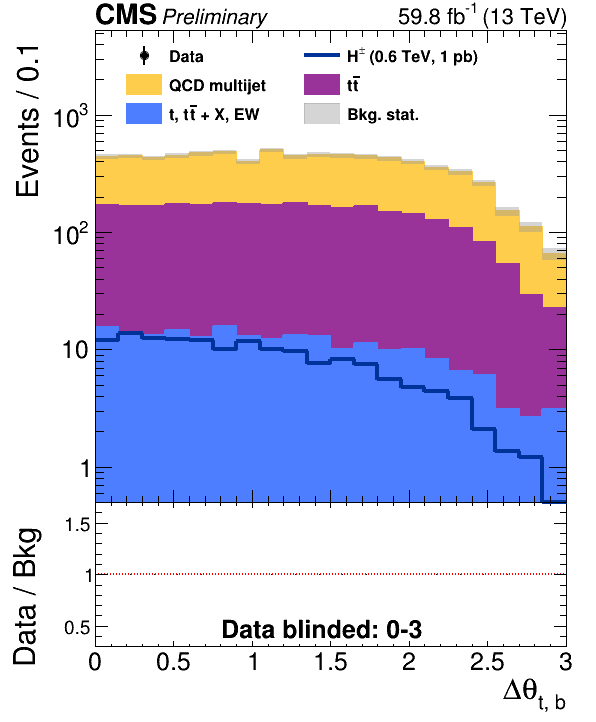 CMS Preliminary 59.8 fb⁻¹ (13 TeV)
Data
H± (0.6 TeV, 1 pb)
QCD multijet
tt̄
t, tt̄ + X, EW
Bkg. stat.
Events / 0.1
10³
10²
10
1
Data / Bkg
1.5
1
0.5
Data blinded: 0-3
0 0.5 1 1.5 2 2.5 3
Δθt, b